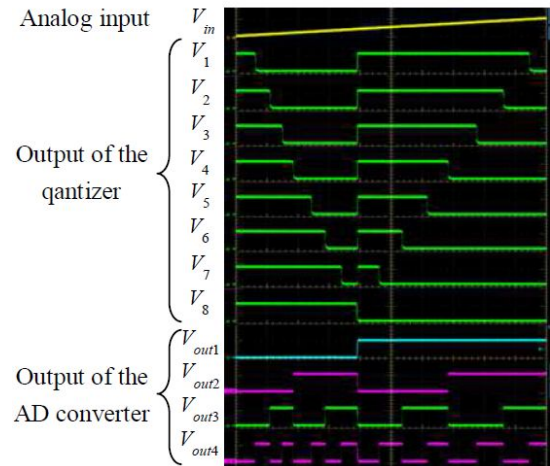 Analog input
V_in
V_1
V_2
V_3
V_4
V_5
V_6
V_7
V_8
Output of the
qantizer
V_out1
V_out2
V_out3
V_out4
Output of the
AD converter